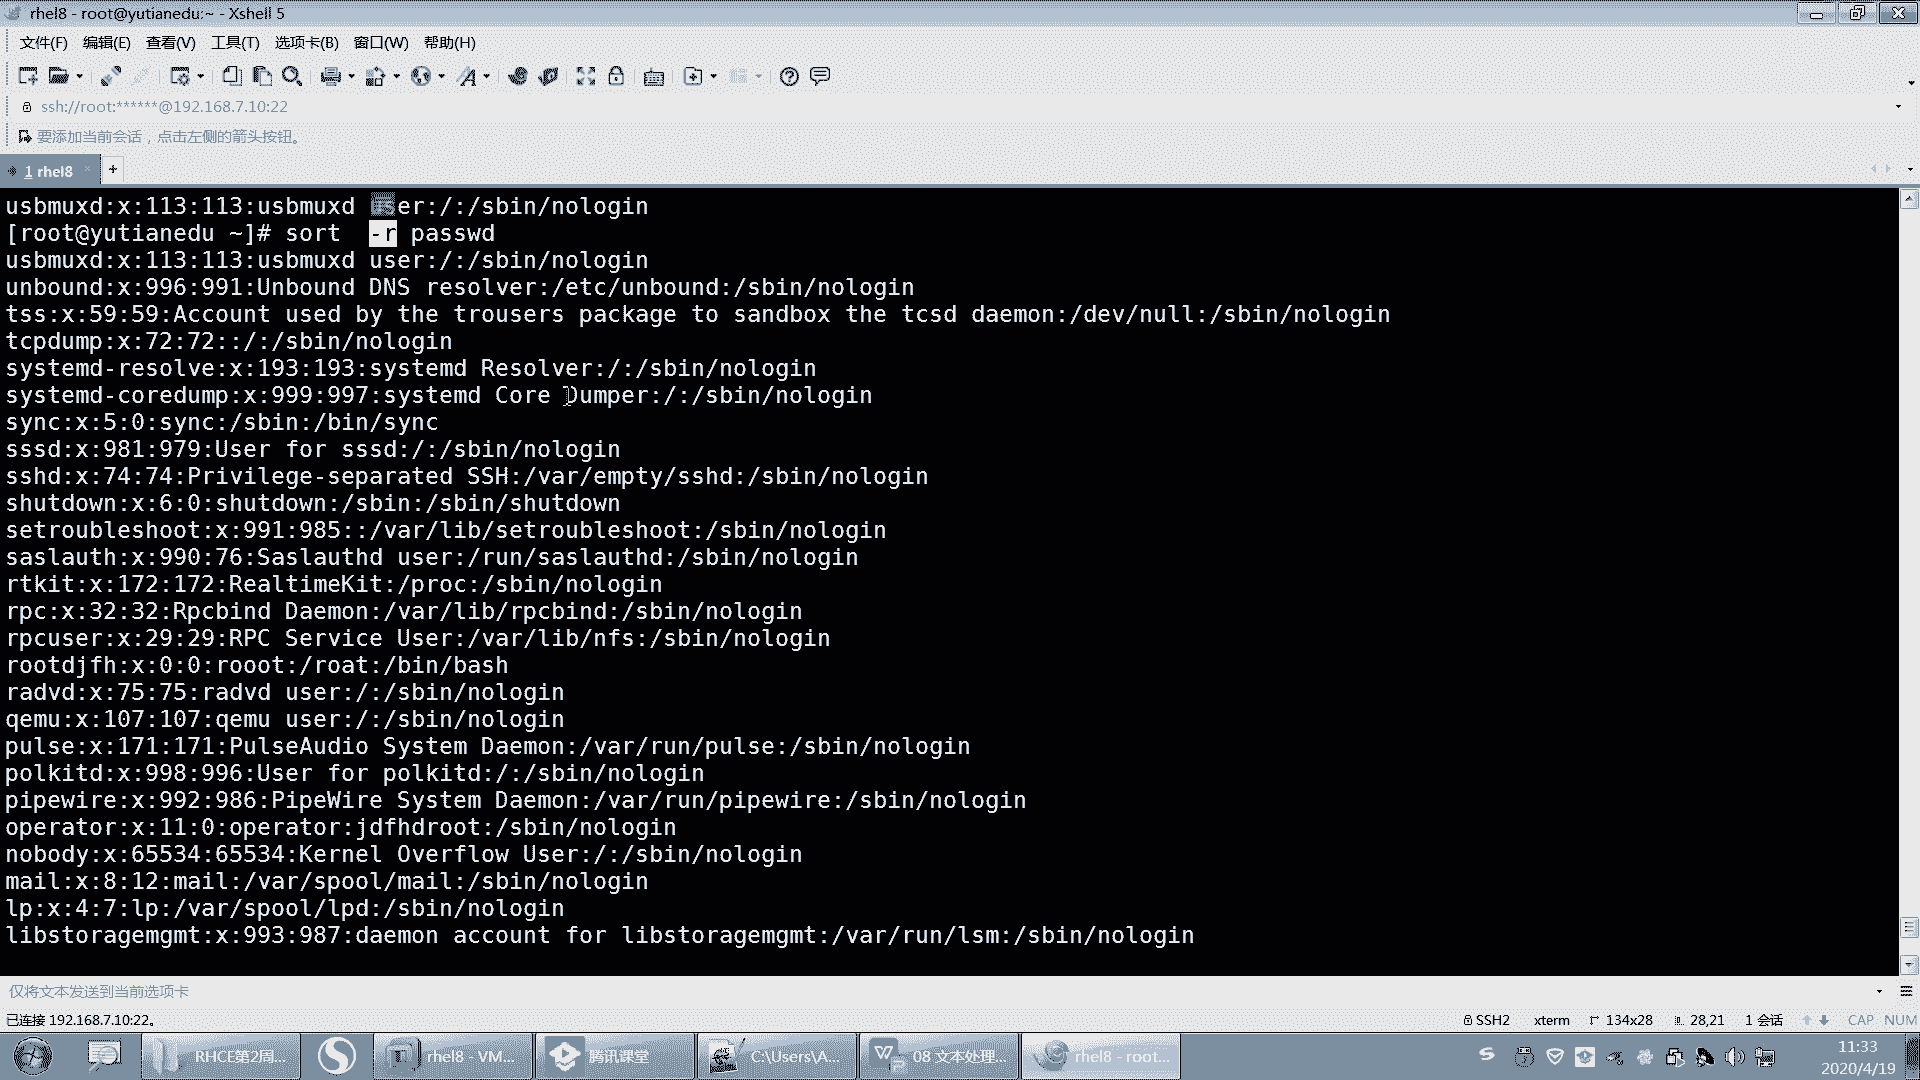 rhel8 - root@yutianedu:~ - Xshell 5
文件(F) 编辑(E) 查看(V) 工具(T) 选项卡(B) 窗口(W) 帮助(H)
ssh://root:******@192.168.7.10:22
要添加当前会话，点击左侧的箭头按钮。
1 rhel8
usbmuxd:x:113:113:usbmuxd user:/:/sbin/nologin
[root@yutianedu ~]# sort  -r passwd
usbmuxd:x:113:113:usbmuxd user:/:/sbin/nologin
unbound:x:996:991:Unbound DNS resolver:/etc/unbound:/sbin/nologin
tss:x:59:59:Account used by the trousers package to sandbox the tcsd daemon:/dev/null:/sbin/nologin
tcpdump:x:72:72::/:/sbin/nologin
systemd-resolve:x:193:193:systemd Resolver:/:/sbin/nologin
systemd-coredump:x:999:997:systemd Core Dumper:/:/sbin/nologin
sync:x:5:0:sync:/sbin:/bin/sync
sssd:x:981:979:User for sssd:/:/sbin/nologin
sshd:x:74:74:Privilege-separated SSH:/var/empty/sshd:/sbin/nologin
shutdown:x:6:0:shutdown:/sbin:/sbin/shutdown
setroubleshoot:x:991:985::/var/lib/setroubleshoot:/sbin/nologin
saslauth:x:990:76:Saslauthd user:/run/saslauthd:/sbin/nologin
rtkit:x:172:172:RealtimeKit:/proc:/sbin/nologin
rpc:x:32:32:Rpcbind Daemon:/var/lib/rpcbind:/sbin/nologin
rpcuser:x:29:29:RPC Service User:/var/lib/nfs:/sbin/nologin
rootdjfh:x:0:0:rooot:/roat:/bin/bash
radvd:x:75:75:radvd user:/:/sbin/nologin
qemu:x:107:107:qemu user:/:/sbin/nologin
pulse:x:171:171:PulseAudio System Daemon:/var/run/pulse:/sbin/nologin
polkitd:x:998:996:User for polkitd:/:/sbin/nologin
pipewire:x:992:986:PipeWire System Daemon:/var/run/pipewire:/sbin/nologin
operator:x:11:0:operator:jdfhdroot:/sbin/nologin
nobody:x:65534:65534:Kernel Overflow User:/:/sbin/nologin
mail:x:8:12:mail:/var/spool/mail:/sbin/nologin
lp:x:4:7:lp:/var/spool/lpd:/sbin/nologin
libstoragemgmt:x:993:987:daemon account for libstoragemgmt:/var/run/lsm:/sbin/nologin
仅将文本发送到当前选项卡
已连接 192.168.7.10:22。 SSH2 xterm 134x28 28,21 1 会话 CAP NUM
RHCE第2周... rhel8 - VM... 腾讯课堂 C:\Users\A... 08 文本处理... rhel8 - root... 11:33
2020/4/19